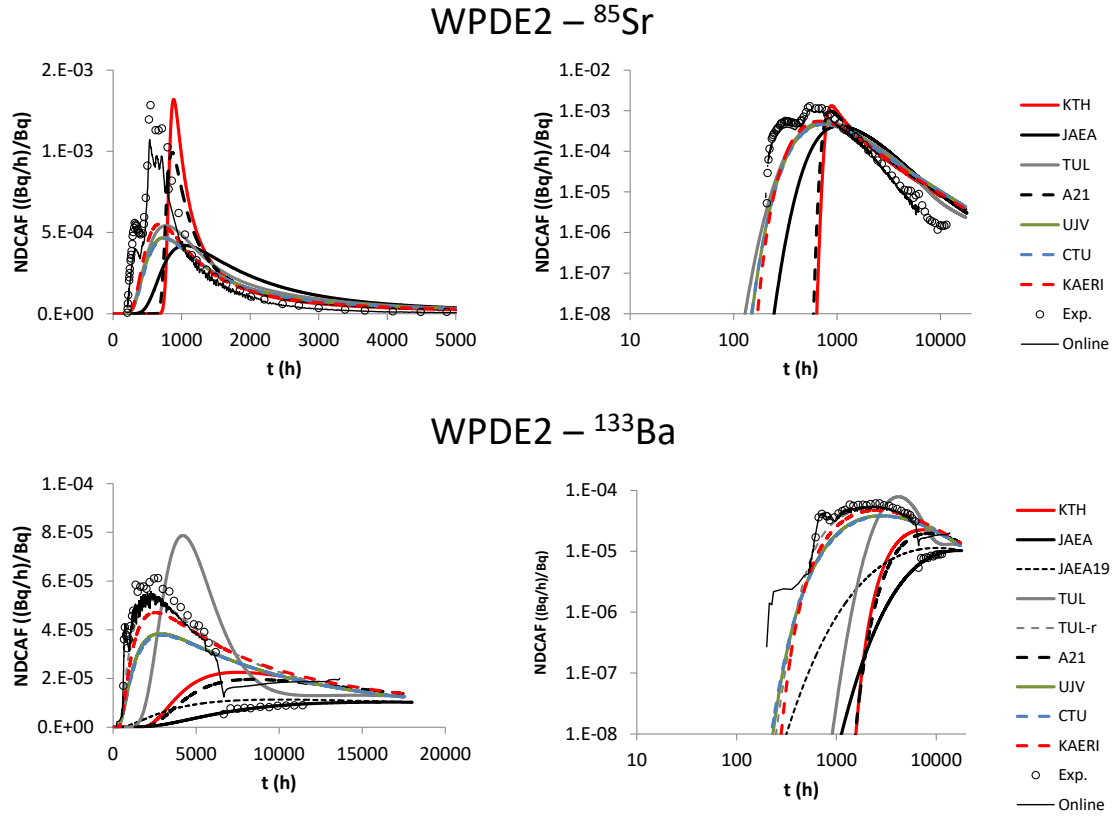 WPDE2 – ⁸⁵Sr
NDCAF ((Bq/h)/Bq)
2.E-03
1.E-03
5.E-04
0.E+00
0
1000
2000
3000
4000
5000
t (h)
NDCAF ((Bq/h)/Bq)
1.E-02
1.E-03
1.E-04
1.E-05
1.E-06
1.E-07
1.E-08
10
100
1000
10000
t (h)
KTH
JAEA
TUL
A21
UJV
CTU
KAERI
Exp.
Online
WPDE2 – ¹³³Ba
NDCAF ((Bq/h)/Bq)
1.E-04
8.E-05
6.E-05
4.E-05
2.E-05
0.E+00
0
5000
10000
15000
20000
t (h)
NDCAF ((Bq/h)/Bq)
1.E-04
1.E-05
1.E-06
1.E-07
1.E-08
10
100
1000
10000
t (h)
KTH
JAEA
JAEA19
TUL
TUL-r
A21
UJV
CTU
KAERI
Exp.
Online